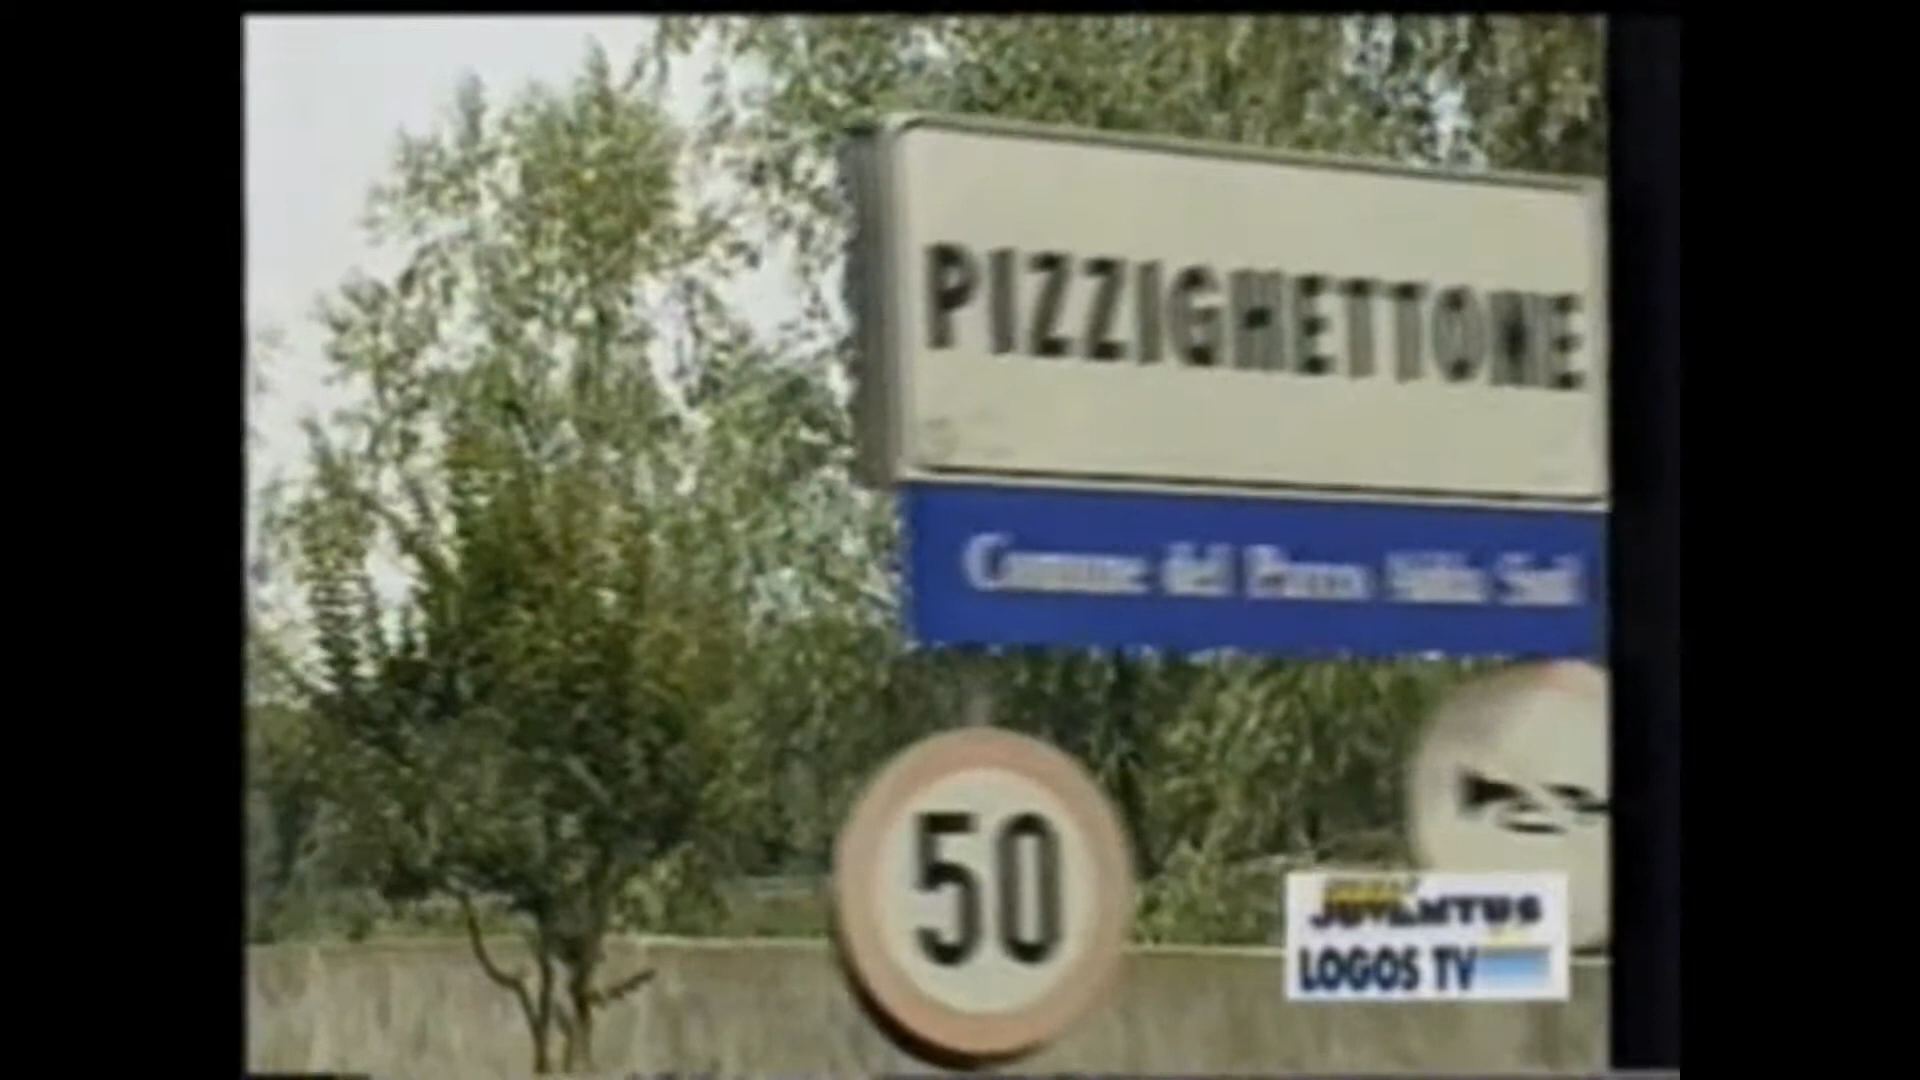 PIZZIGHETTONE
Comune del Parco Adda Sud
50
JUVENTUS
LOGOS TV